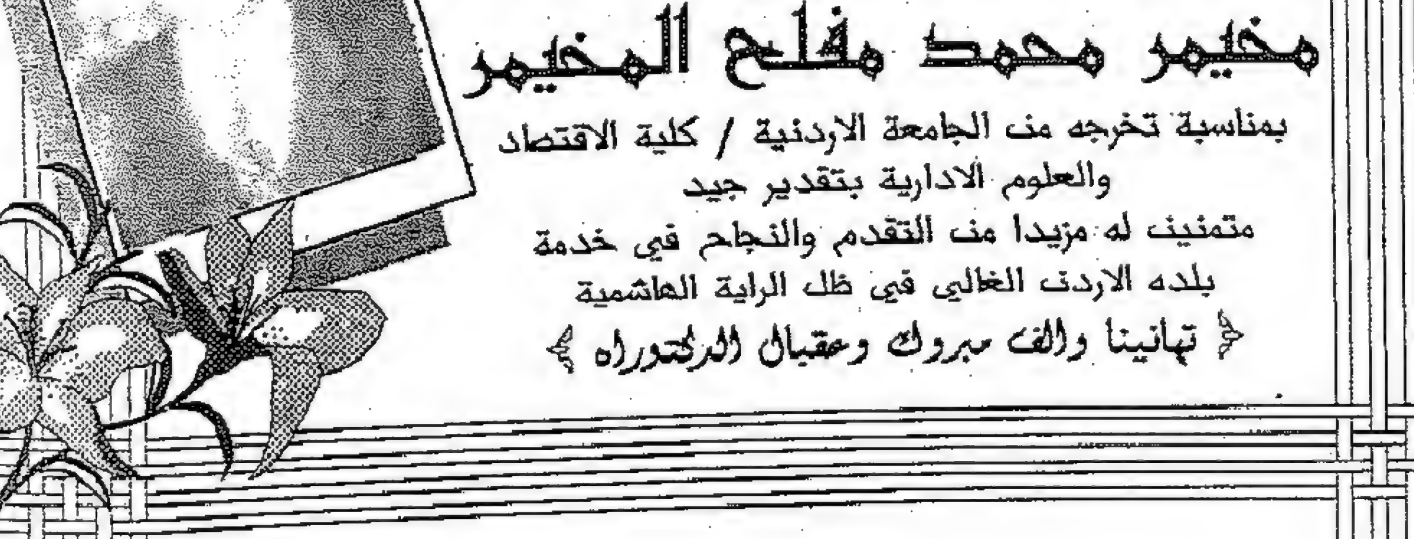 مخيمر محمد مفلح المخيمر
بمناسبة تخرجه من الجامعة الاردنية / كلية الاقتصاد
والعلوم الادارية بتقدير جيد
متمنين له مزيدا من التقدم والنجاح في خدمة
بلده الاردن الغالي في ظل الراية الهاشمية
﴿ تهانينا والف مبروك وعقبال الدكتوراه ﴾